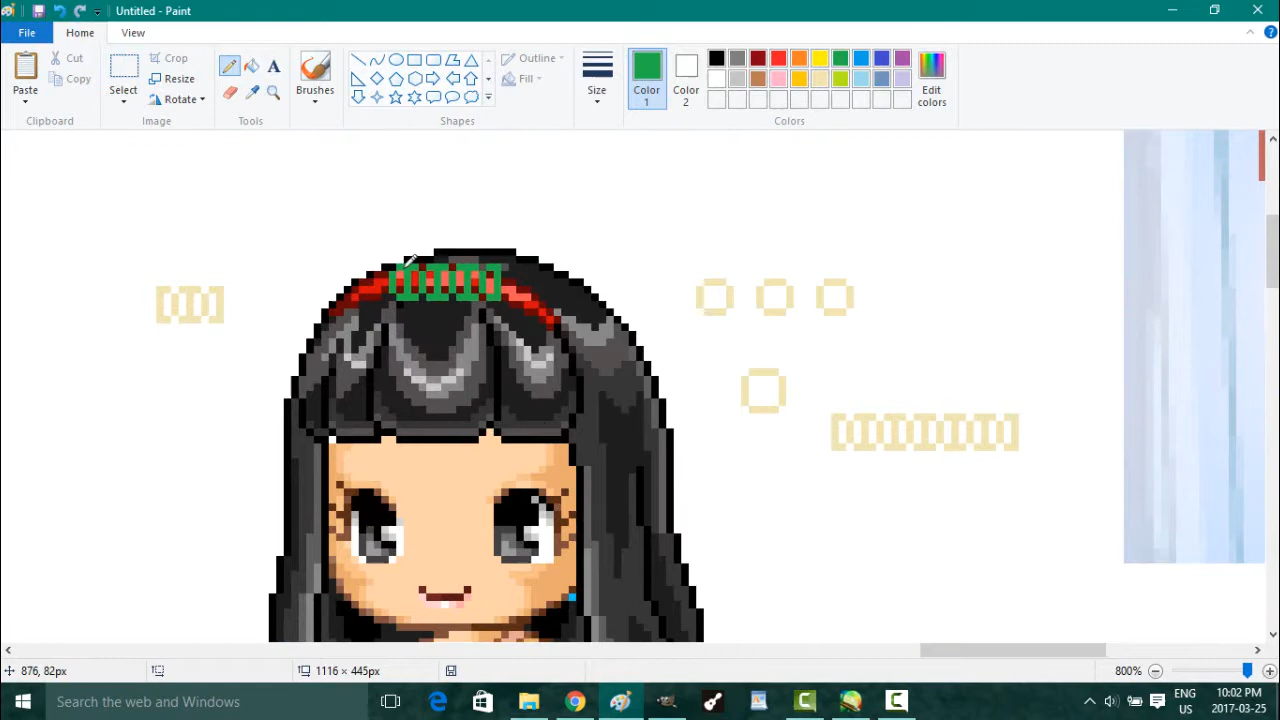 Untitled - Paint
File
Home
View
Cut
Copy
Paste
Clipboard
Select
Crop
Resize
Rotate
Image
A
Tools
Brushes
Outline
Fill
Shapes
Size
Color 1
Color 2
Edit colors
Colors
876, 82px
1116 × 445px
800%
Search the web and Windows
ENG
US
10:02 PM
2017-03-25